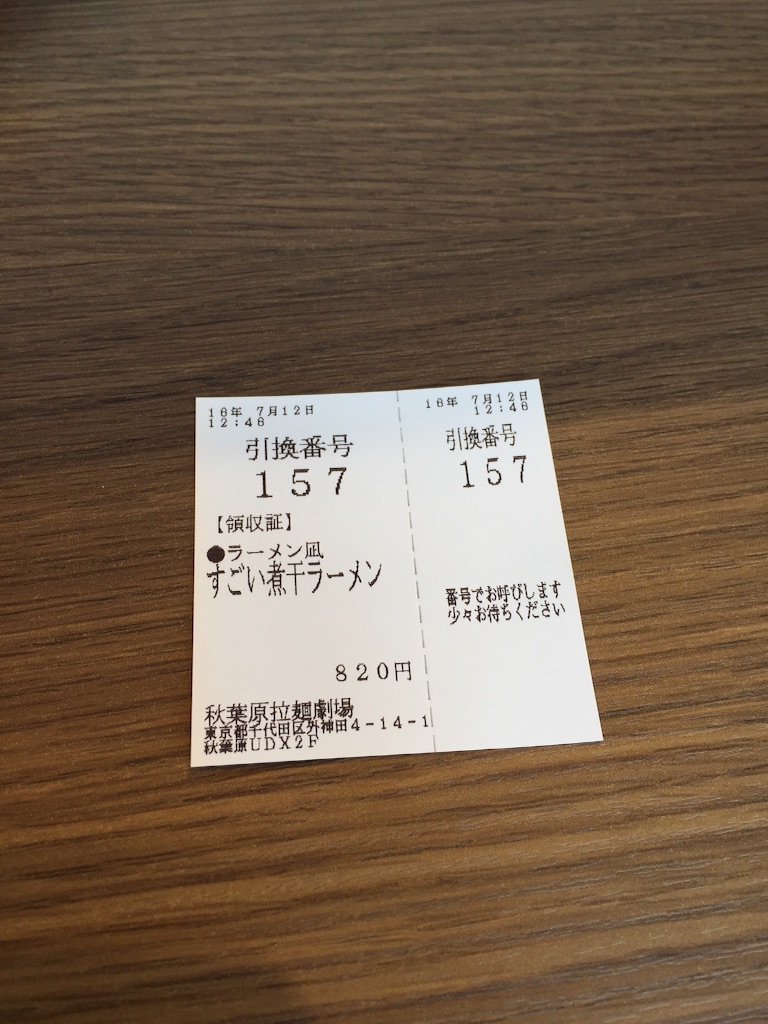 16年 7月12日
12:46
引換番号
157
【領収証】
●ラーメン凪
すごい煮干ラーメン
820円
秋葉原拉麺劇場
東京都千代田区外神田4-14-1
秋葉原UDX2F
16年 7月12日
12:46
引換番号
157
番号でお呼びします
少々お待ちください